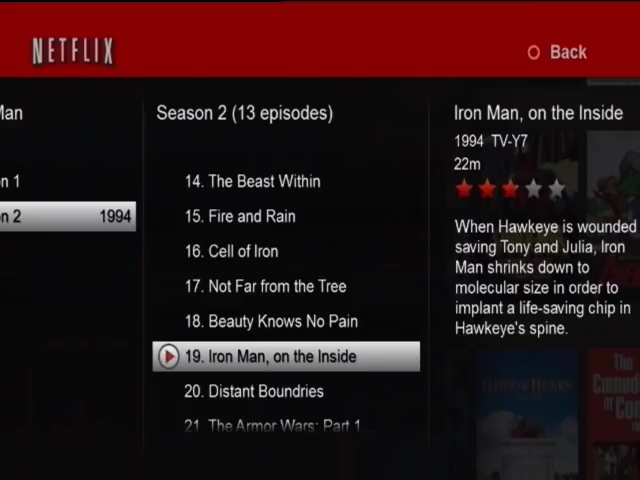 NETFLIX
Back
Man
Season 2 (13 episodes)
Iron Man, on the Inside
1994 TV-Y7
22m
n 1
n 2 1994
14. The Beast Within
15. Fire and Rain
16. Cell of Iron
17. Not Far from the Tree
18. Beauty Knows No Pain
19. Iron Man, on the Inside
20. Distant Boundries
21. The Armor Wars: Part 1
When Hawkeye is wounded
saving Tony and Julia, Iron
Man shrinks down to
molecular size in order to
implant a life-saving chip in
Hawkeye's spine.
The